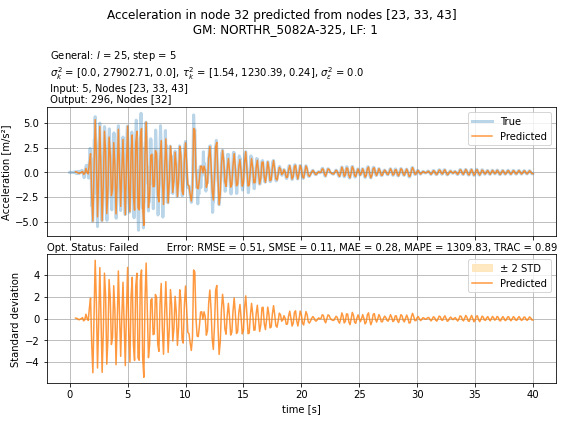 Acceleration in node 32 predicted from nodes [23, 33, 43]
GM: NORTHR_5082A-325, LF: 1
General: l = 25, step = 5
σ²ₖ = [0.0, 27902.71, 0.0], τ²ₖ = [1.54, 1230.39, 0.24], σ²ε = 0.0
Input: 5, Nodes [23, 33, 43]
Output: 296, Nodes [32]
Acceleration [m/s²]
5.0
2.5
0.0
−2.5
−5.0
True
Predicted
Opt. Status: Failed
Error: RMSE = 0.51, SMSE = 0.11, MAE = 0.28, MAPE = 1309.83, TRAC = 0.89
Standard deviation
4
2
0
−2
−4
± 2 STD
Predicted
0 5 10 15 20 25 30 35 40
time [s]